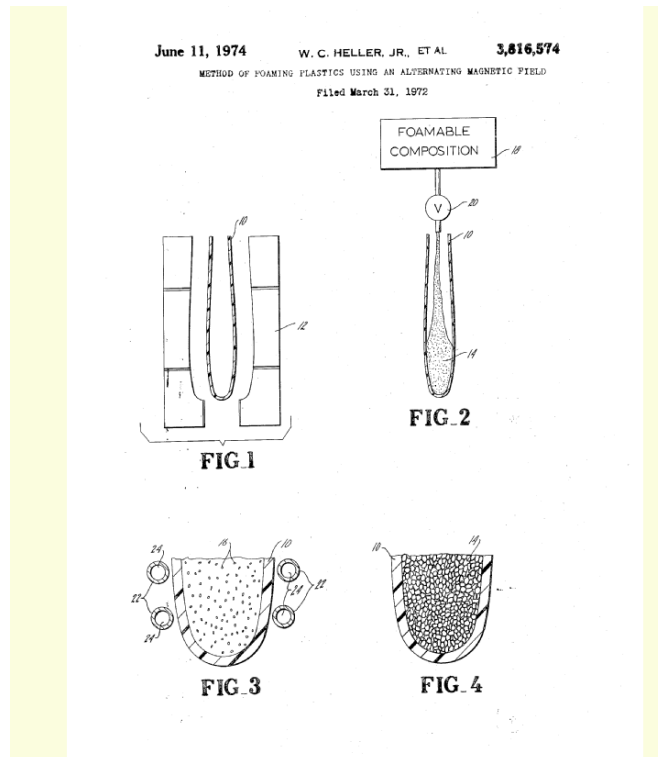 June 11, 1974 W. C. HELLER, JR., ET AL 3,816,574
METHOD OF FOAMING PLASTICS USING AN ALTERNATING MAGNETIC FIELD
Filed March 31, 1972
FOAMABLE
COMPOSITION
18
V
20
10
10
12
14
FIG_2
FIG_1
24
16
10
22
24
22
24
FIG_3
10
14
FIG_4